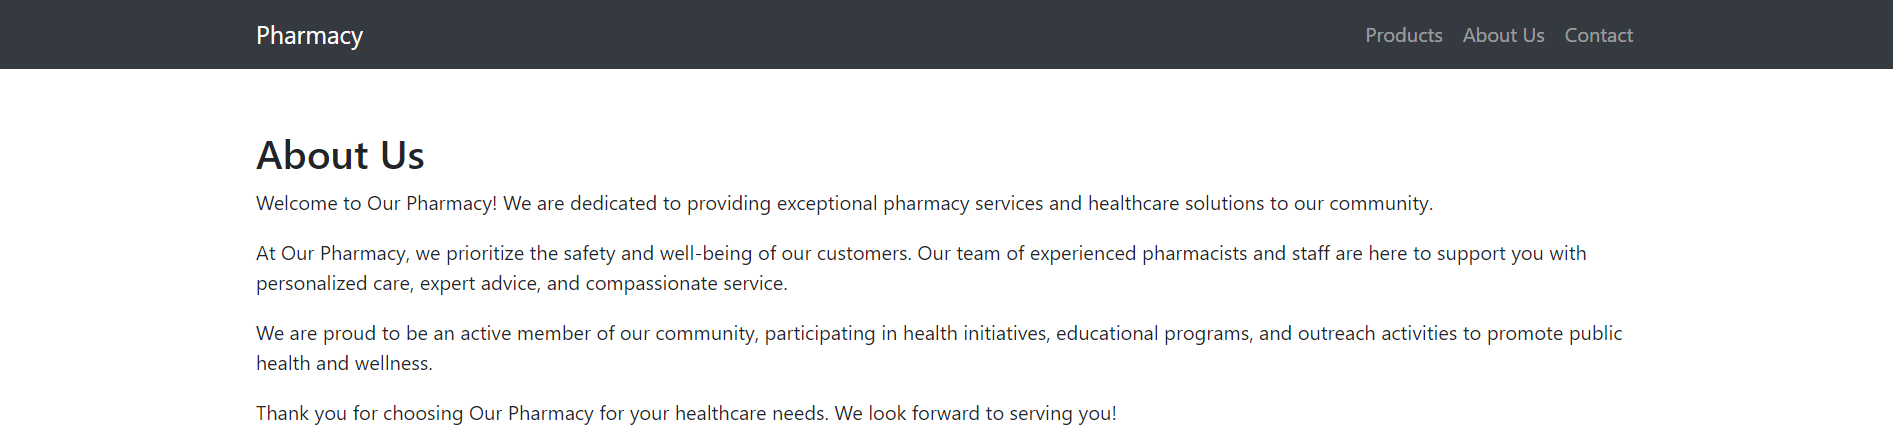 Pharmacy
Products About Us Contact
About Us
Welcome to Our Pharmacy! We are dedicated to providing exceptional pharmacy services and healthcare solutions to our community.
At Our Pharmacy, we prioritize the safety and well-being of our customers. Our team of experienced pharmacists and staff are here to support you with
personalized care, expert advice, and compassionate service.
We are proud to be an active member of our community, participating in health initiatives, educational programs, and outreach activities to promote public
health and wellness.
Thank you for choosing Our Pharmacy for your healthcare needs. We look forward to serving you!